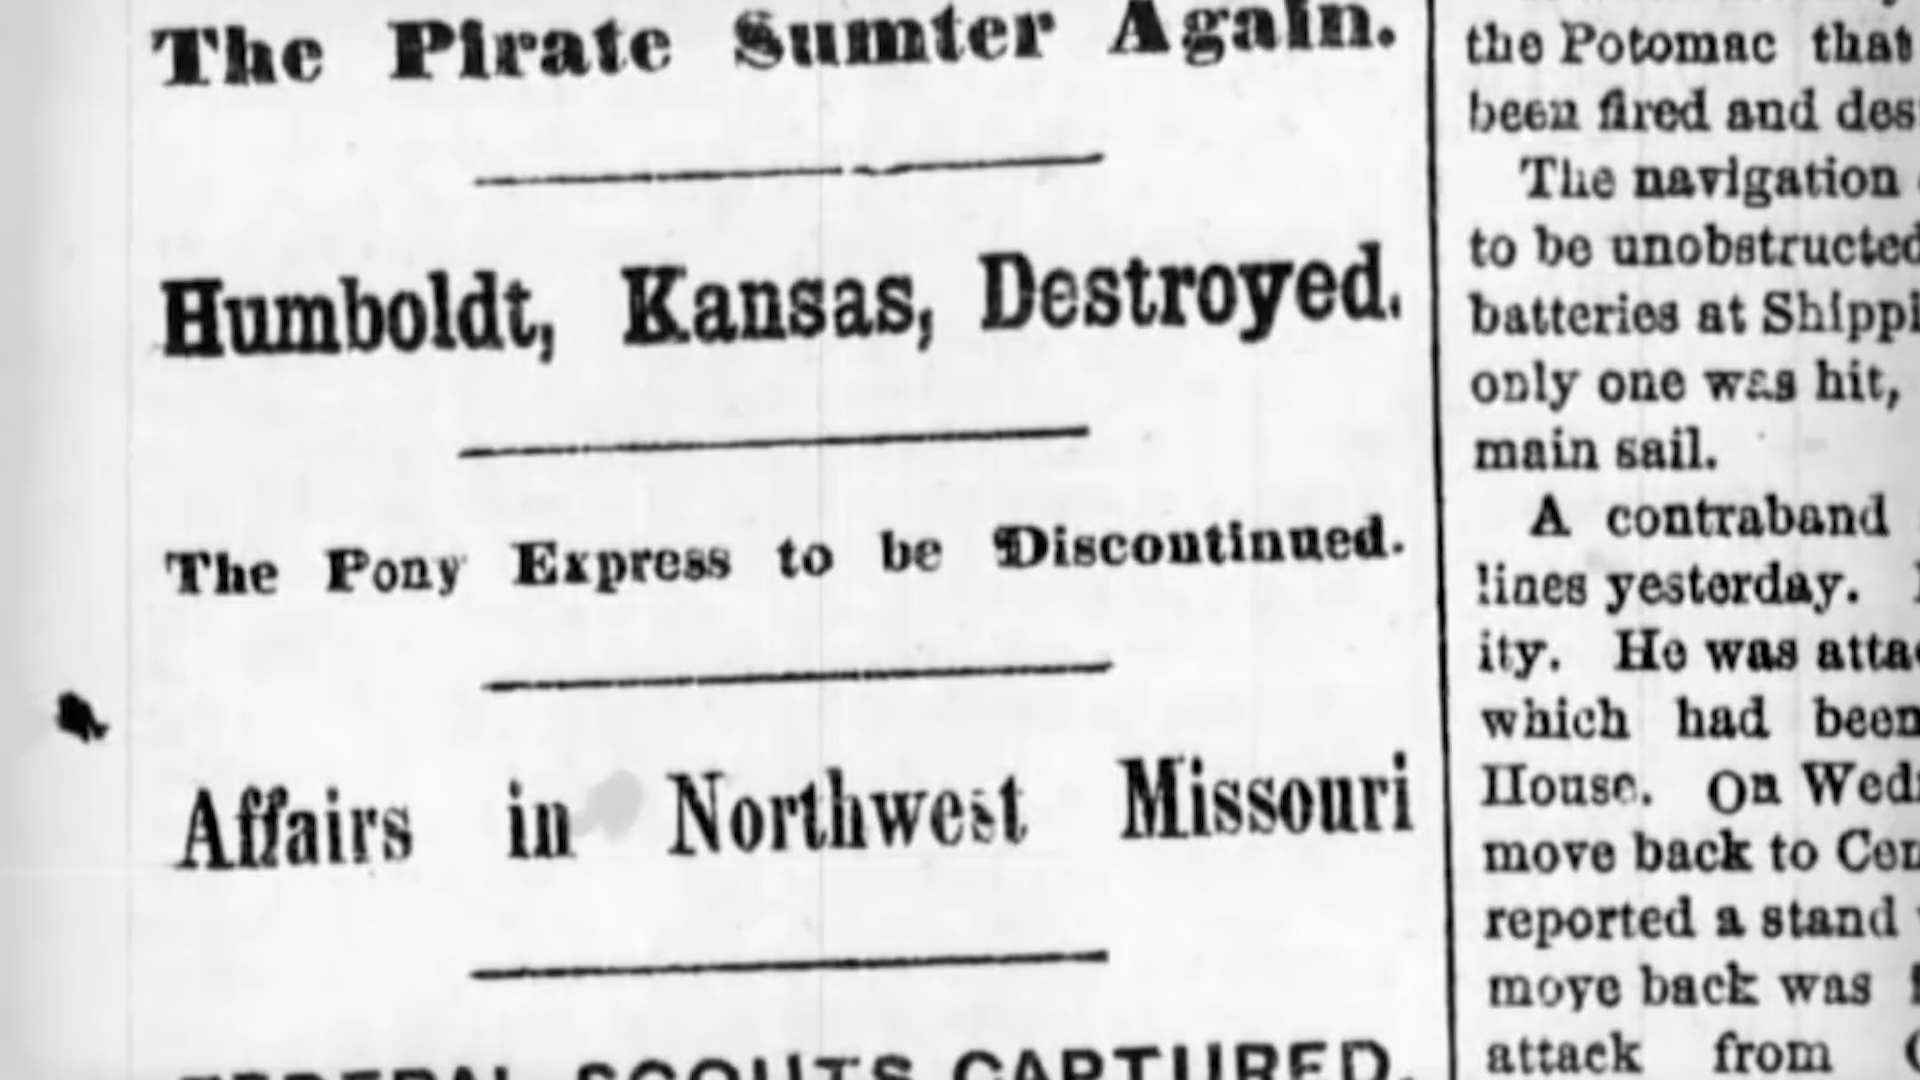 The Pirate Sumter Again.
Humboldt, Kansas, Destroyed.
The Pony Express to be Discontinued.
Affairs in Northwest Missouri
FEDERAL SCOUTS CAPTURED.
the Potomac that
been fired and des
The navigation
to be unobstructed
batteries at Shippi
only one was hit,
main sail.
A contraband
lines yesterday.
ity. He was atta
which had been
House. On Wed
move back to Cen
reported a stand
move back was
attack from